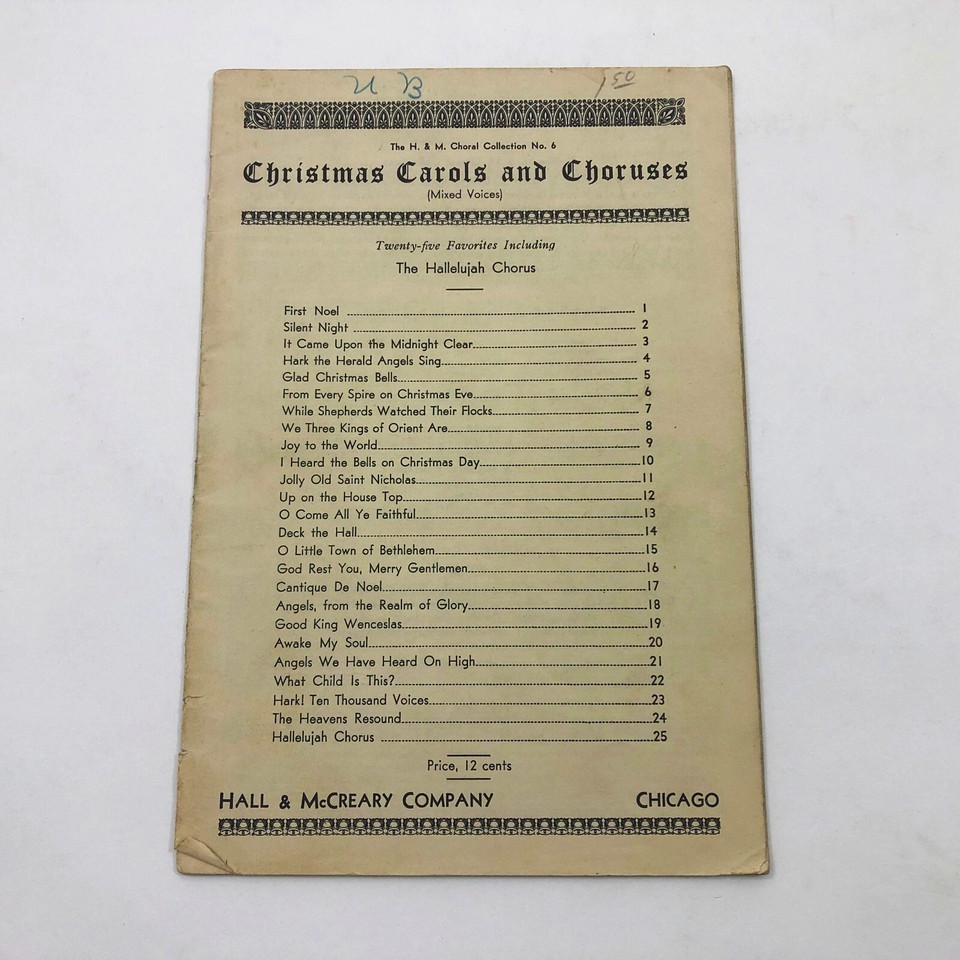 U B
1 50
The H. & M. Choral Collection No. 6
Christmas Carols and Choruses
(Mixed Voices)
Twenty-five Favorites Including
The Hallelujah Chorus
First Noel 1
Silent Night 2
It Came Upon the Midnight Clear 3
Hark the Herald Angels Sing 4
Glad Christmas Bells 5
From Every Spire on Christmas Eve 6
While Shepherds Watched Their Flocks 7
We Three Kings of Orient Are 8
Joy to the World 9
I Heard the Bells on Christmas Day 10
Jolly Old Saint Nicholas 11
Up on the House Top 12
O Come All Ye Faithful 13
Deck the Hall 14
O Little Town of Bethlehem 15
God Rest You, Merry Gentlemen 16
Cantique De Noel 17
Angels, from the Realm of Glory 18
Good King Wenceslas 19
Awake My Soul 20
Angels We Have Heard On High 21
What Child Is This? 22
Hark! Ten Thousand Voices 23
The Heavens Resound 24
Hallelujah Chorus 25
Price, 12 cents
HALL & McCREARY COMPANY CHICAGO